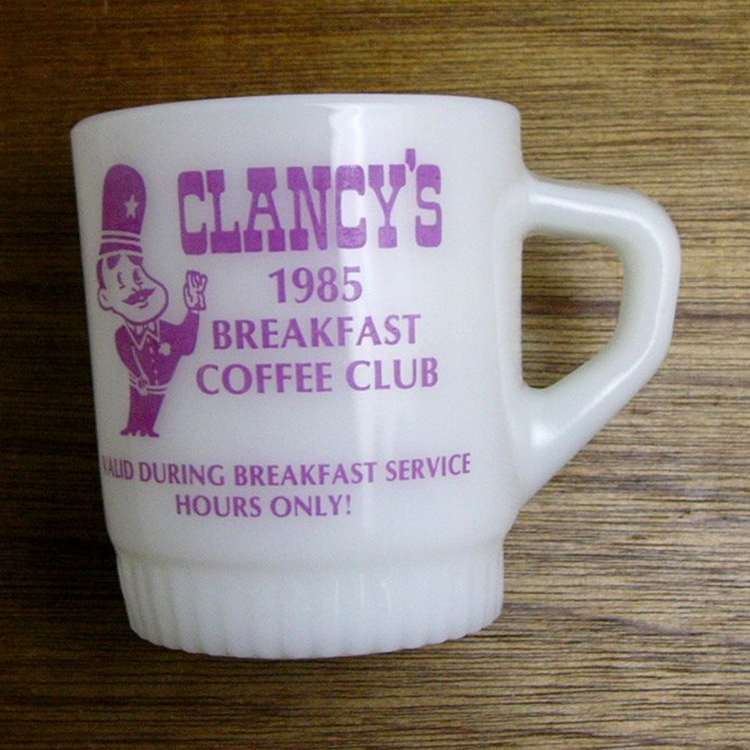 CLANCY'S
1985
BREAKFAST
COFFEE CLUB
VALID DURING BREAKFAST SERVICE
HOURS ONLY!